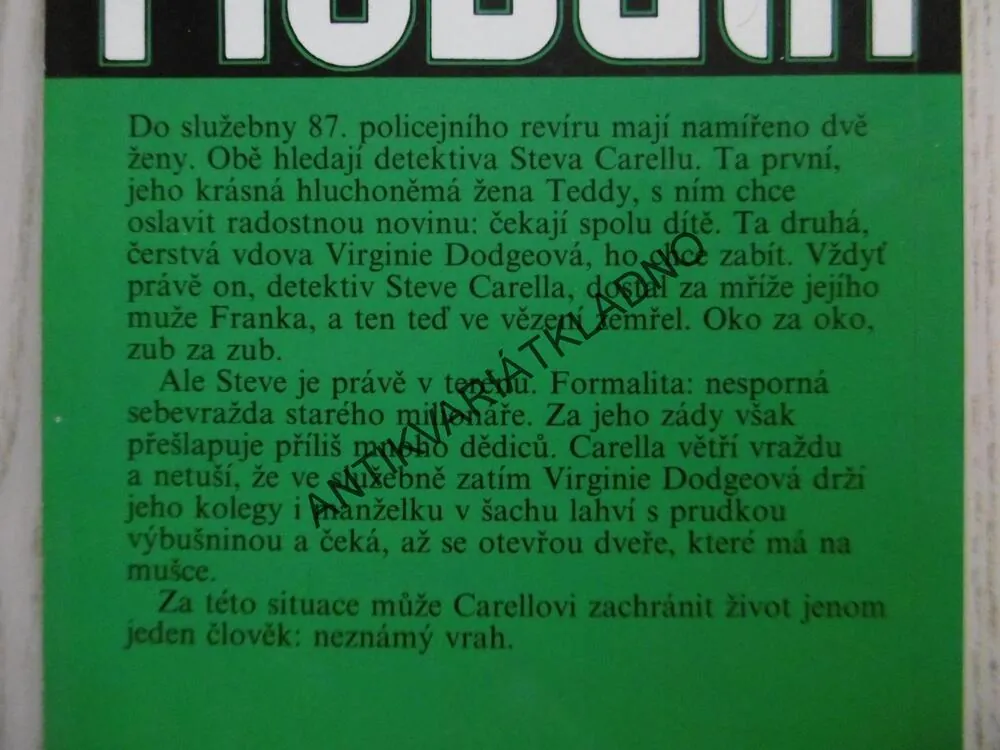 Do služebny 87. policejního revíru mají namířeno dvě
ženy. Obě hledají detektiva Steva Carellu. Ta první,
jeho krásná hluchoněmá žena Teddy, s ním chce
oslavit radostnou novinu: čekají spolu dítě. Ta druhá,
čerstvá vdova Virginie Dodgeová, ho chce zabít. Vždyť
právě on, detektiv Steve Carella, dostal za mříže jejího
muže Franka, a ten teď ve vězení zemřel. Oko za oko,
zub za zub.
Ale Steve je právě v terénu. Formalita: nesporná
sebevražda starého milionáře. Za jeho zády však
přešlapuje příliš mnoho dědiců. Carella větří vraždu
a netuší, že ve služebně zatím Virginie Dodgeová drží
jeho kolegy i manželku v šachu lahví s prudkou
výbušninou a čeká, až se otevřou dveře, které má na
mušce.
Za této situace může Carellovi zachránit život jenom
jeden člověk: neznámý vrah.
ANTIKVARIÁTKLADNO